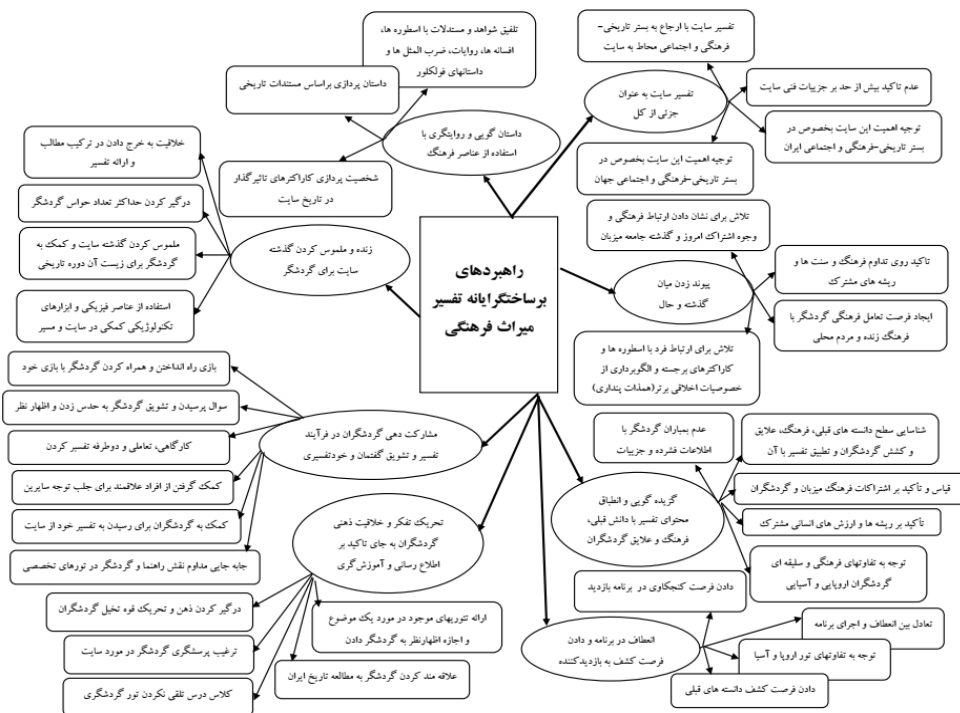 راهبردهای
برساختگرایانه تفسیر
میراث فرهنگی
تفسیر سایت به عنوان
جزئی از کل
تفسیر سایت با ارجاع به بستر تاریخی-
فرهنگی و اجتماعی محاط به سایت
عدم تاکید بیش از حد بر جزییات فنی سایت
توجیه اهمیت این سایت بخصوص در
بستر تاریخی-فرهنگی و اجتماعی ایران
توجیه اهمیت این سایت بخصوص در
بستر تاریخی-فرهنگی و اجتماعی جهان
پیوند زدن میان
گذشته و حال
تلاش برای نشان دادن ارتباط فرهنگی و
وجوه اشتراک امروز و گذشته جامعه میزبان
تاکید روی تداوم فرهنگ و سنت ها و
ریشه های مشترک
ایجاد فرصت تعامل فرهنگی گردشگر با
فرهنگ زنده و مردم محلی
تلاش برای ارتباط فرد با اسطوره ها و
کاراکترهای برجسته و الگوبرداری از
خصوصیات اخلاقی برتر(همذات پنداری)
گزیده گویی و انطباق
محتوای تفسیر با دانش قبلی،
فرهنگ و علایق گردشگران
عدم بمباران گردشگر با
اطلاعات فشرده و جزییات
شناسایی سطح دانسته های قبلی، فرهنگ، علایق
و کشش گردشگران و تطبیق تفسیر با آن
قیاس و تأکید بر اشتراکات فرهنگ میزبان و گردشگران
تأکید بر ریشه ها و ارزش های انسانی مشترک
توجه به تفاوتهای فرهنگی و سلیقه ای
گردشگران اروپایی و آسیایی
انعطاف در برنامه و دادن
فرصت کشف به بازدیدکننده
دادن فرصت کنجکاوی در برنامه بازدید
تعادل بین انعطاف و اجرای برنامه
توجه به تفاوتهای تور اروپا و آسیا
دادن فرصت کشف دانسته های قبلی
داستان گویی و روایتگری با
استفاده از عناصر فرهنگ
تلفیق شواهد و مستدلات با اسطوره ها،
افسانه ها، روایات، ضرب المثل ها و
داستانهای فولکلور
داستان پردازی براساس مستندات تاریخی
شخصیت پردازی کاراکترهای تاثیرگذار
در تاریخ سایت
زنده و ملموس کردن گذشته
سایت برای گردشگر
خلاقیت به خرج دادن در ترکیب مطالب
و ارائه تفسیر
درگیر کردن حداکثر تعداد حواس گردشگر
ملموس کردن گذشته سایت و کمک به
گردشگر برای زیست آن دوره تاریخی
استفاده از عناصر فیزیکی و ابزارهای
تکنولوژیکی کمکی در سایت و مسیر
مشارکت دهی گردشگران در فرآیند
تفسیر و تشویق گفتمان و خودتفسیری
بازی راه انداختن و همراه کردن گردشگر با بازی خود
سوال پرسیدن و تشویق گردشگر به حدس زدن و اظهار نظر
کارگاهی، تعاملی و دوطرفه تفسیر کردن
کمک گرفتن از افراد علاقمند برای جلب توجه سایرین
کمک به گردشگران برای رسیدن به تفسیر خود از سایت
جابه جایی مداوم نقش راهنما و گردشگر در تورهای تخصصی
تحریک تفکر و خلاقیت ذهنی
گردشگران به جای تاکید بر
اطلاع رسانی و آموزش گری
درگیر کردن ذهن و تحریک قوه تخیل گردشگران
ترغیب پرسشگری گردشگر در مورد سایت
کلاس درس تلقی نکردن تور گردشگری
ارائه تئوریهای موجود در مورد یک موضوع
و اجازه اظهارنظر به گردشگر دادن
علاقه مند کردن گردشگر به مطالعه تاریخ ایران